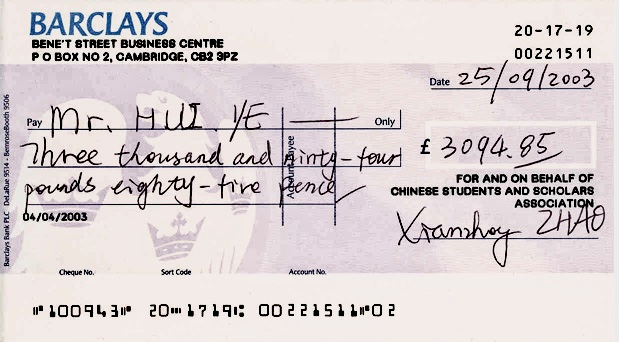 BARCLAYS
BENE'T STREET BUSINESS CENTRE
P O BOX NO 2, CAMBRIDGE, CB2 3PZ
20-17-19
00221511
Date 25/09/2003
Pay Mr. HUI YE Only
Three thousand and ninty-four
pounds eighty-five pence
£ 3094.85
Account Payee
FOR AND ON BEHALF OF
CHINESE STUDENTS AND SCHOLARS
ASSOCIATION
04/04/2003
ZHAO
Cheque No. Sort Code Account No.
⑈100943⑈ 20⑉1719⑆ 00221511⑈02
Barclays Bank PLC DeLaRue 9514 - BemroseBooth 9506